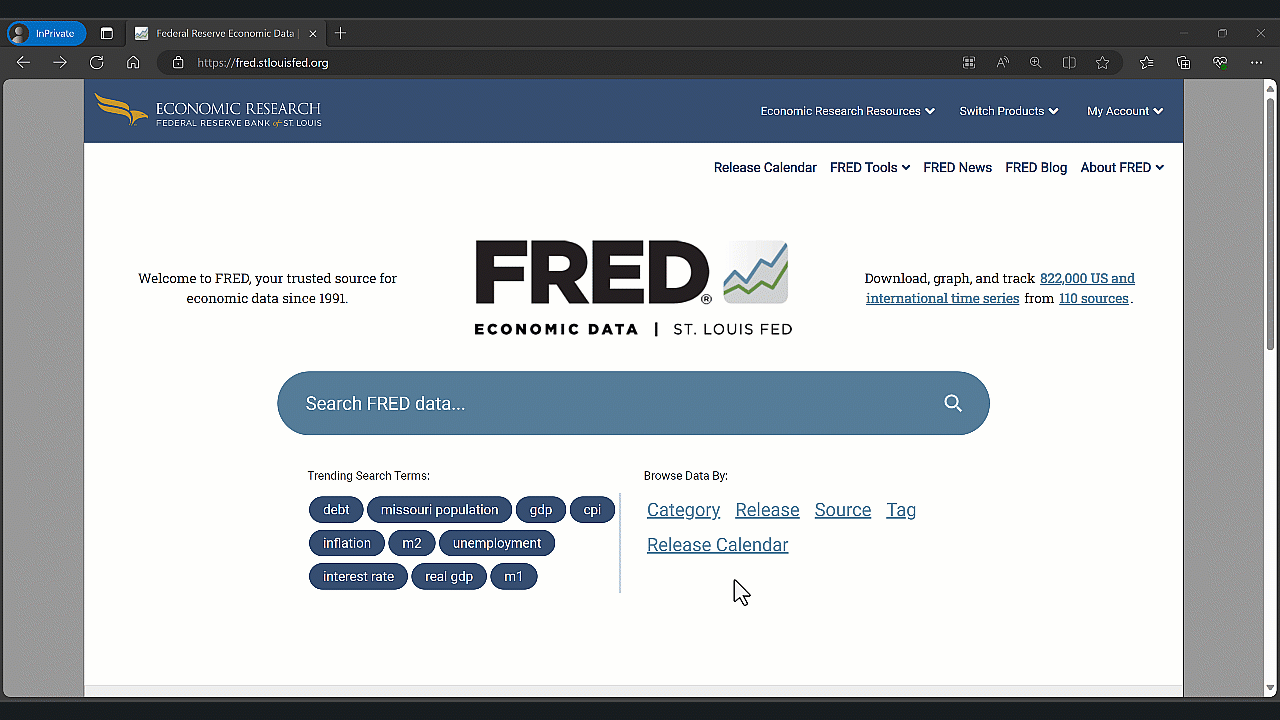 InPrivate
Federal Reserve Economic Data |
https://fred.stlouisfed.org
ECONOMIC RESEARCH
FEDERAL RESERVE BANK of ST. LOUIS
Economic Research Resources
Switch Products
My Account
Release Calendar
FRED Tools
FRED News
FRED Blog
About FRED
Welcome to FRED, your trusted source for
economic data since 1991.
FRED®
ECONOMIC DATA | ST. LOUIS FED
Download, graph, and track 822,000 US and
international time series from 110 sources.
Search FRED data...
Trending Search Terms:
debt missouri population gdp cpi
inflation m2 unemployment
interest rate real gdp m1
Browse Data By:
Category Release Source Tag
Release Calendar